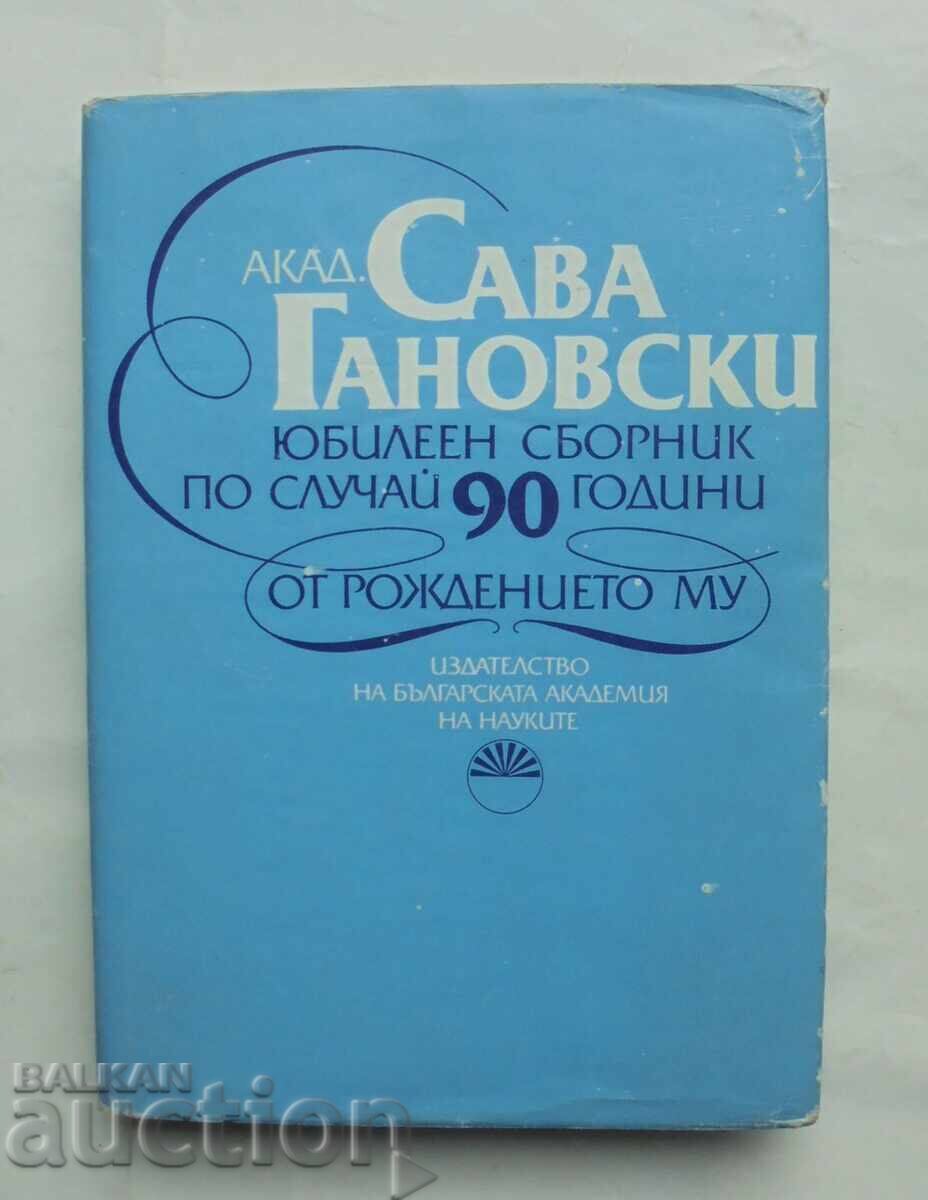 АКАД. САВА
ГАНОВСКИ
ЮБИЛЕЕН СБОРНИК
ПО СЛУЧАЙ 90 ГОДИНИ
ОТ РОЖДЕНИЕТО МУ
ИЗДАТЕЛСТВО
НА БЪЛГАРСКАТА АКАДЕМИЯ
НА НАУКИТЕ
BALKAN
auction